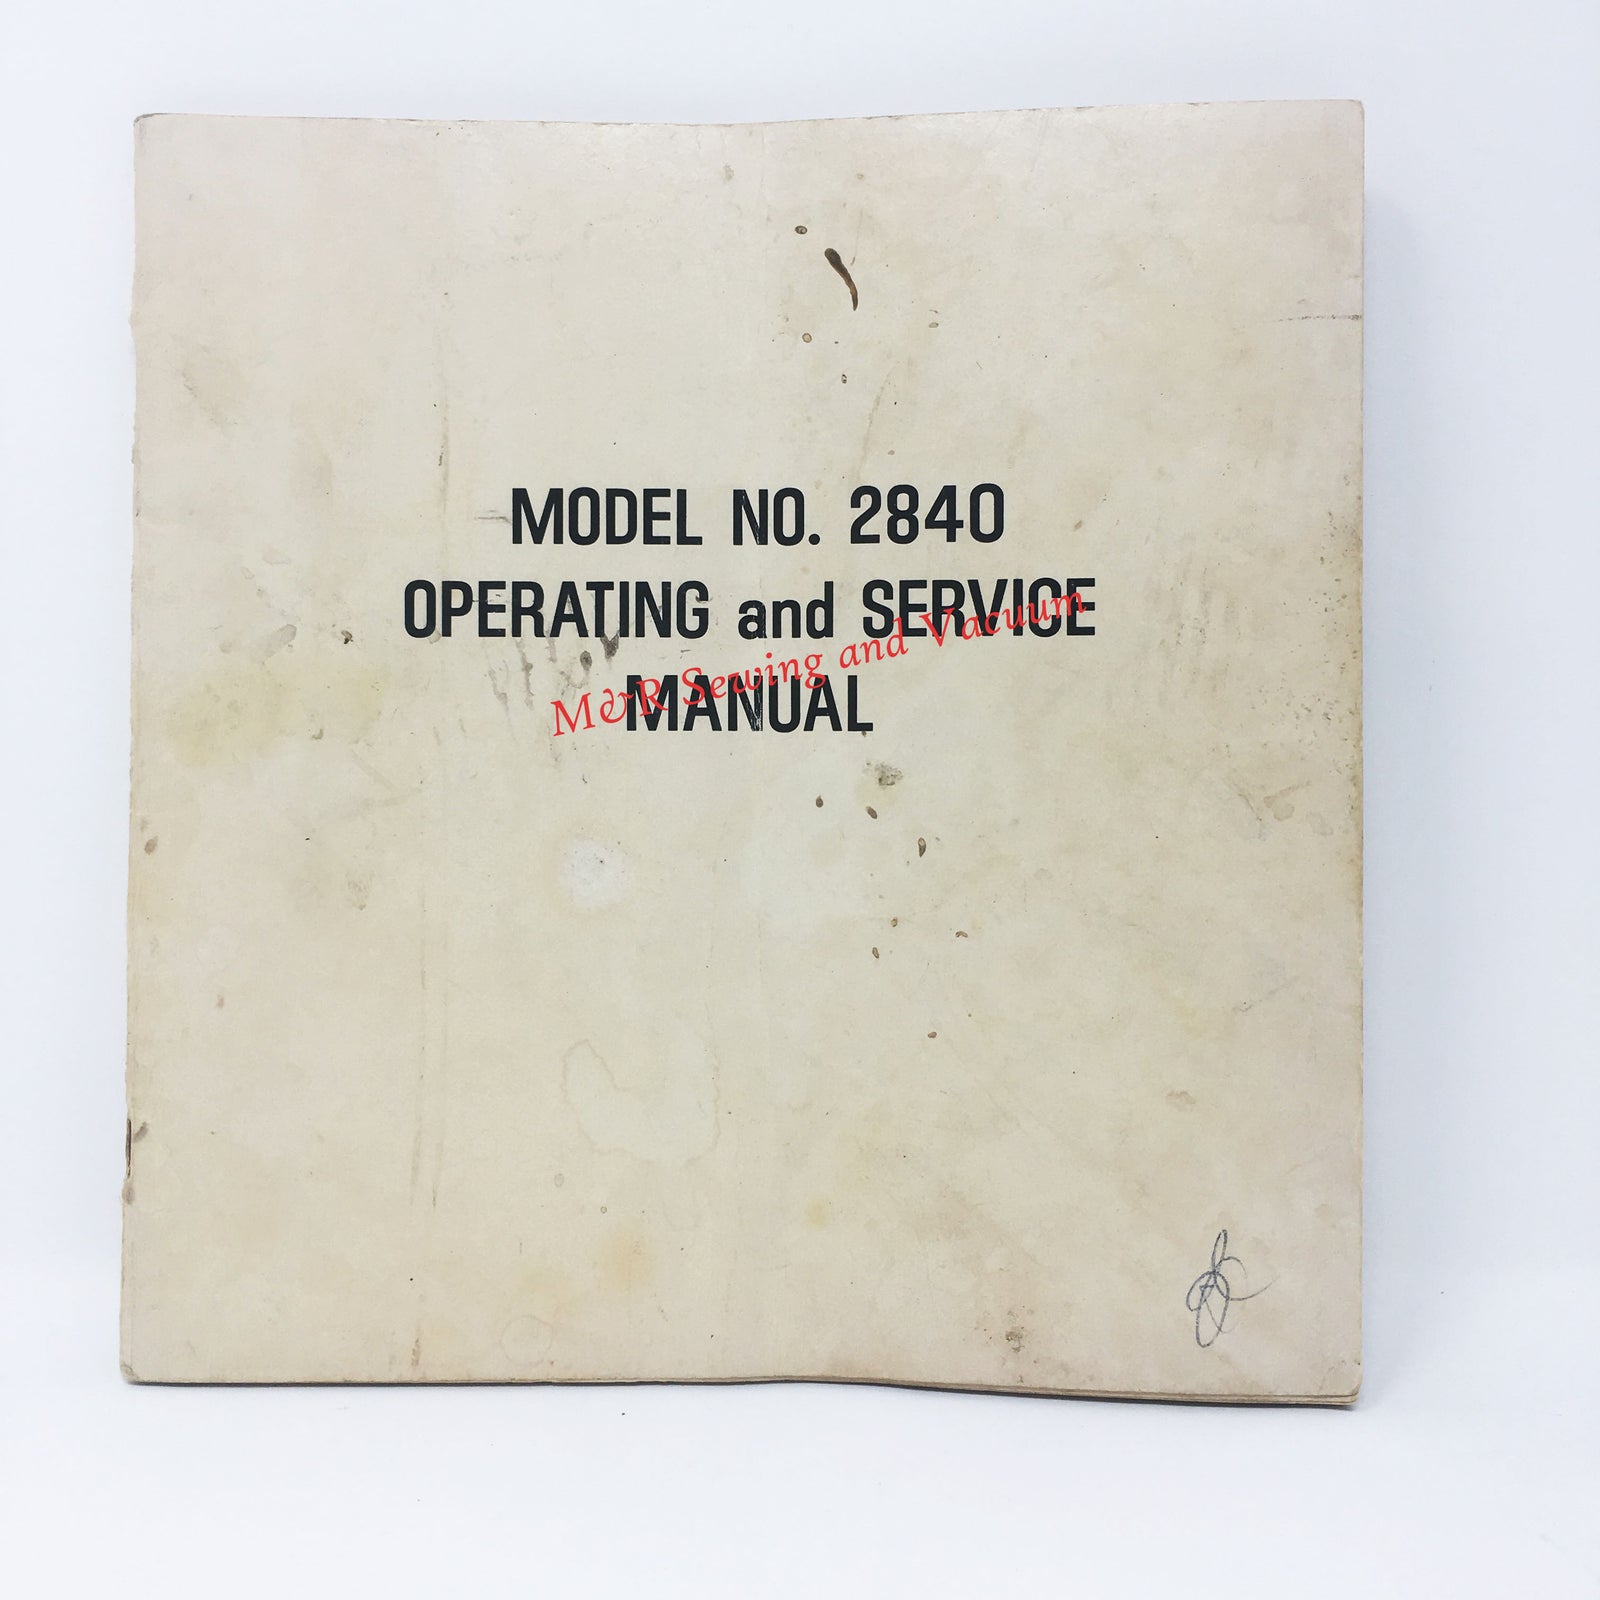 MODEL NO. 2840
OPERATING and SERVICE
MANUAL
M&R Sewing and Vacuum